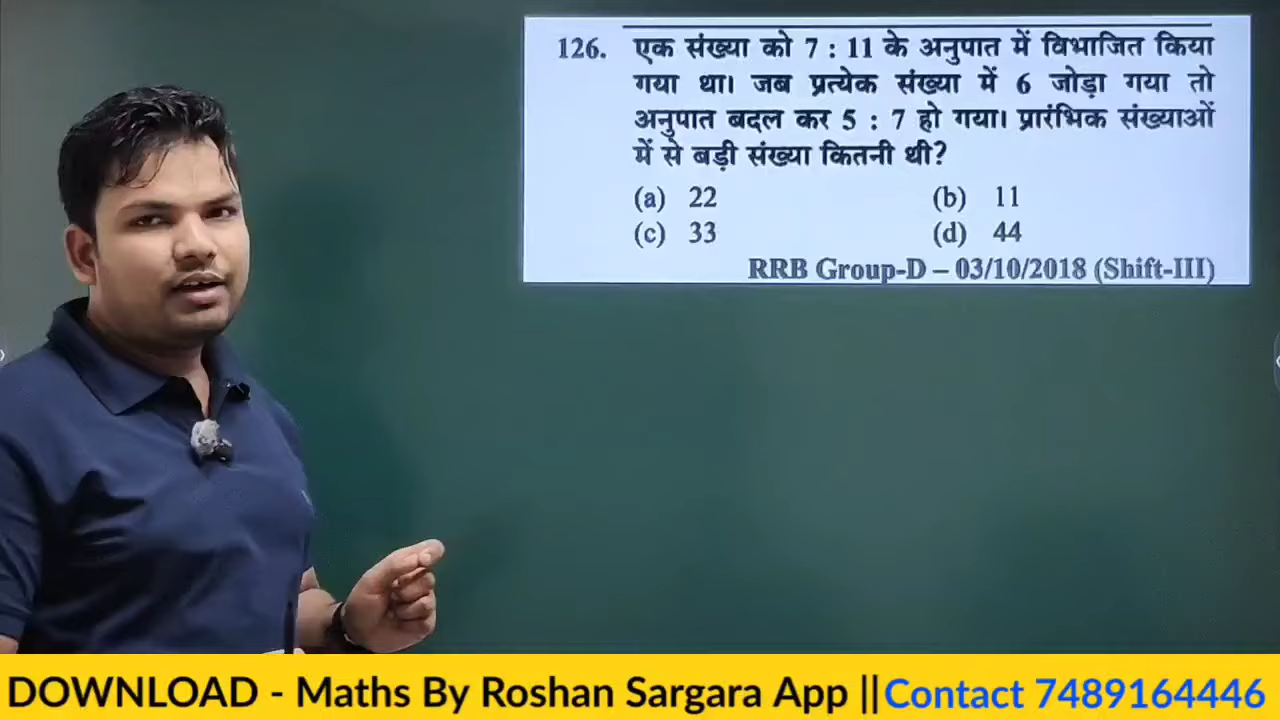 126. एक संख्या को 7 : 11 के अनुपात में विभाजित किया
गया था। जब प्रत्येक संख्या में 6 जोड़ा गया तो
अनुपात बदल कर 5 : 7 हो गया। प्रारंभिक संख्याओं
में से बड़ी संख्या कितनी थी?
(a) 22 (b) 11
(c) 33 (d) 44
RRB Group-D – 03/10/2018 (Shift-III)
DOWNLOAD - Maths By Roshan Sargara App || Contact 7489164446